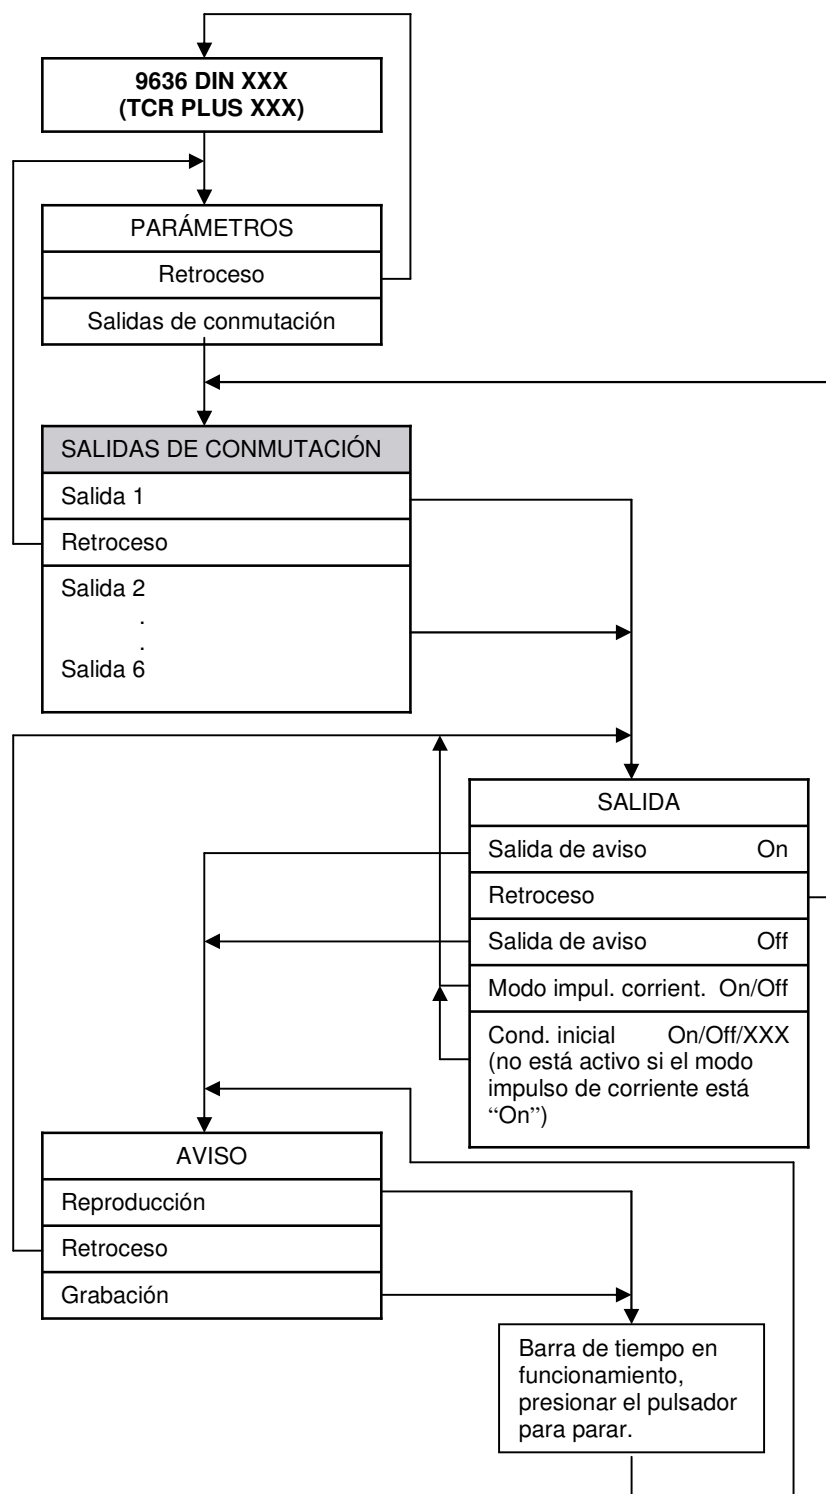 9636 DIN XXX
(TCR PLUS XXX)
PARÁMETROS
Retroceso
Salidas de conmutación
SALIDAS DE CONMUTACIÓN
Salida 1
Retroceso
Salida 2
.
.
Salida 6
SALIDA
Salida de aviso On
Retroceso
Salida de aviso Off
Modo impul. corrient. On/Off
Cond. inicial On/Off/XXX
(no está activo si el modo
impulso de corriente está
“On”)
AVISO
Reproducción
Retroceso
Grabación
Barra de tiempo en
funcionamiento,
presionar el pulsador
para parar.